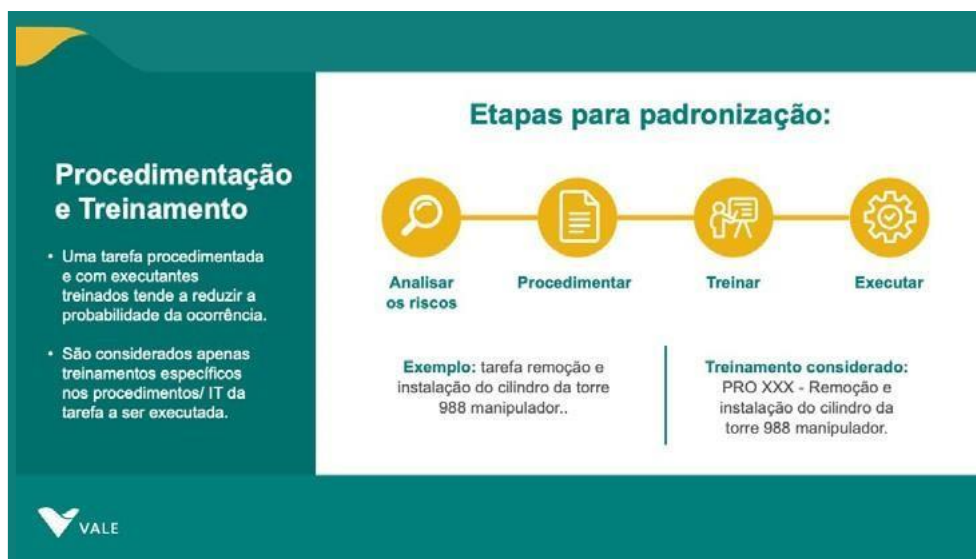 Procedimentação
e Treinamento
• Uma tarefa procedimentada
e com executantes
treinados tende a reduzir a
probabilidade da ocorrência.
• São considerados apenas
treinamentos específicos
nos procedimentos/ IT da
tarefa a ser executada.
Etapas para padronização:
Analisar
os riscos
Procedimentar
Treinar
Executar
Exemplo: tarefa remoção e
instalação do cilindro da torre
988 manipulador..
Treinamento considerado:
PRO XXX - Remoção e
instalação do cilindro da
torre 988 manipulador.
VALE